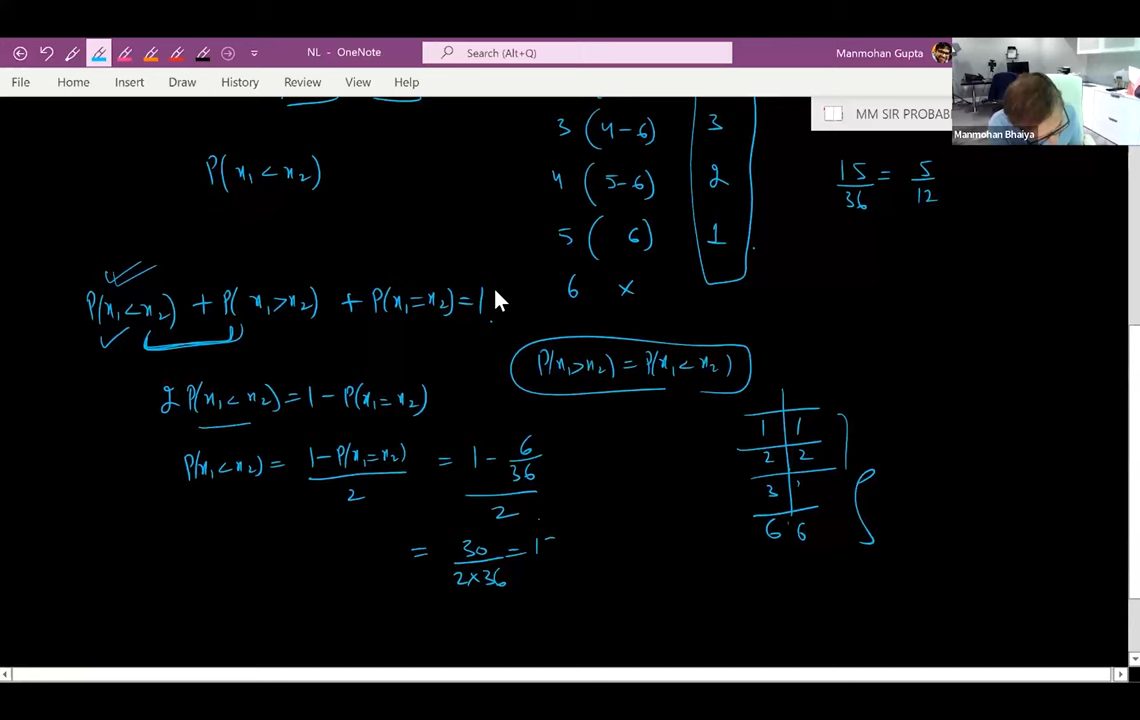 NL - OneNote
Search (Alt+Q)
Manmohan Gupta
File Home Insert Draw History Review View Help
MM SIR PROBAB
Manmohan Bhaiya
3 (4-6) 3
P(x₁ < x₂)
4 (5-6) 2
15/36 = 5/12
5 ( 6) 1
6 ×
P(x₁ < x₂) + P( x₁ > x₂) + P(x₁ = x₂) = 1
P(x₁ > x₂) = P(x₁ < x₂)
2 P(x₁ < x₂) = 1 - P(x₁ = x₂)
1 1
2 2
3
6 6
P(x₁ < x₂) = 1 - P(x₁ = x₂)/2 = 1 - 6/36/2
= 30/2×36 = 1